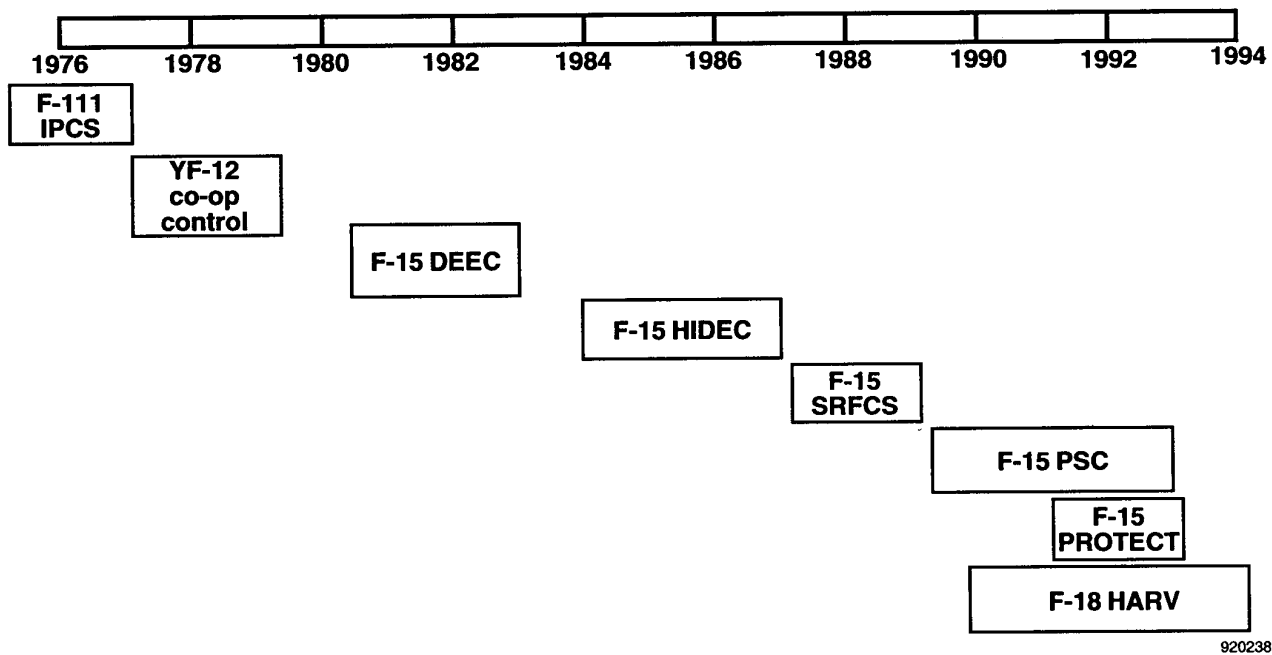 1976 1978 1980 1982 1984 1986 1988 1990 1992 1994
F-111
IPCS
YF-12
co-op
control
F-15 DEEC
F-15 HIDEC
F-15
SRFCS
F-15 PSC
F-15
PROTECT
F-18 HARV
920238